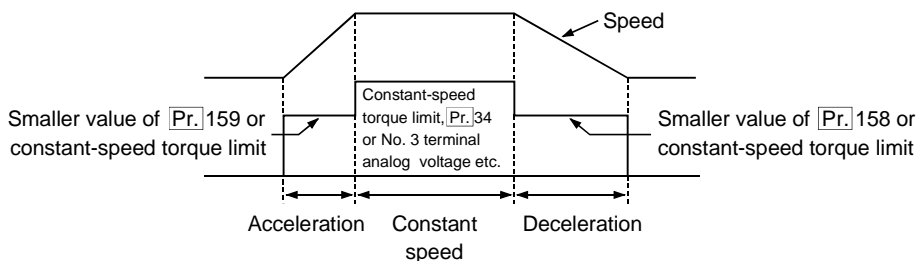 Speed
Smaller value of Pr. 159 or
constant-speed torque limit
Constant-speed
torque limit, Pr. 34
or No. 3 terminal
analog voltage etc.
Smaller value of Pr. 158 or
constant-speed torque limit
Acceleration
Constant
speed
Deceleration